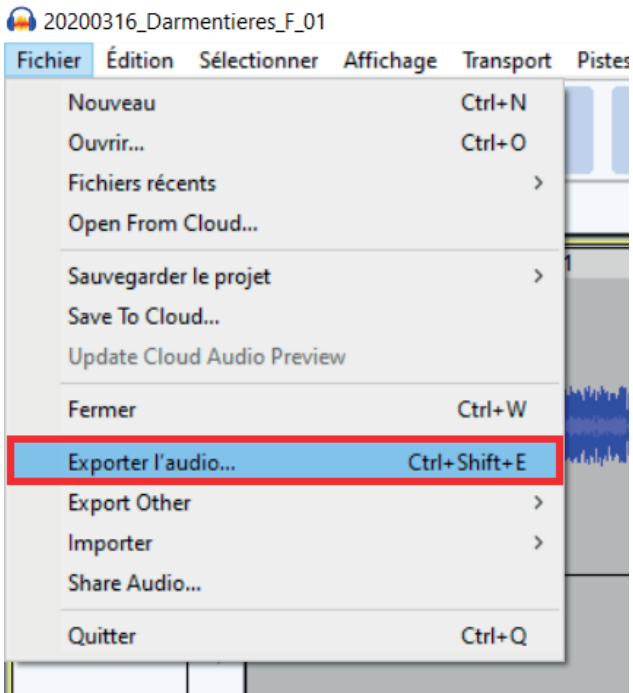 20200316_Darmentieres_F_01
Fichier Édition Sélectionner Affichage Transport Pistes
Nouveau Ctrl+N
Ouvrir... Ctrl+O
Fichiers récents >
Open From Cloud...
Sauvegarder le projet >
Save To Cloud...
Update Cloud Audio Preview
Fermer Ctrl+W
Exporter l'audio... Ctrl+Shift+E
Export Other >
Importer >
Share Audio...
Quitter Ctrl+Q
1